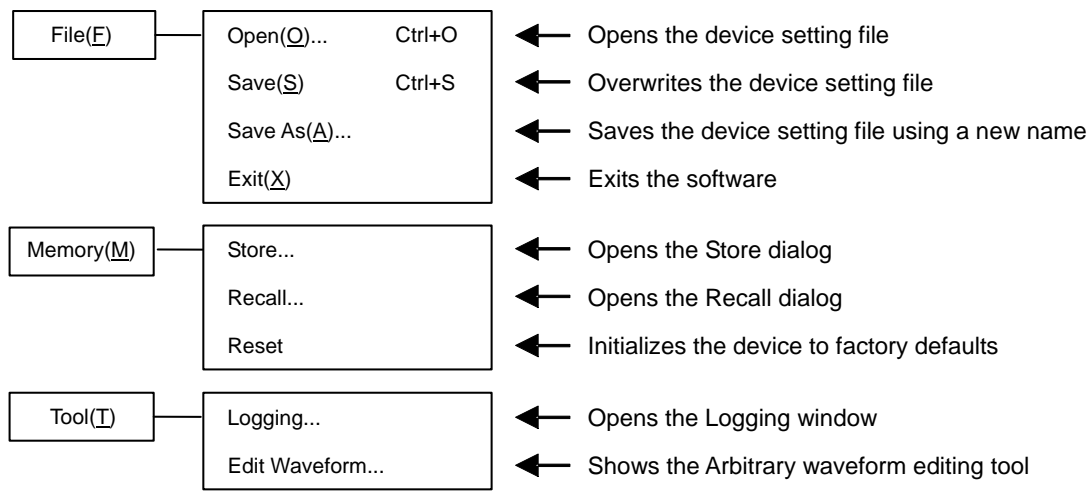 File(F)
Open(O)... Ctrl+O Opens the device setting file
Save(S) Ctrl+S Overwrites the device setting file
Save As(A)... Saves the device setting file using a new name
Exit(X) Exits the software
Memory(M)
Store... Opens the Store dialog
Recall... Opens the Recall dialog
Reset Initializes the device to factory defaults
Tool(T)
Logging... Opens the Logging window
Edit Waveform... Shows the Arbitrary waveform editing tool